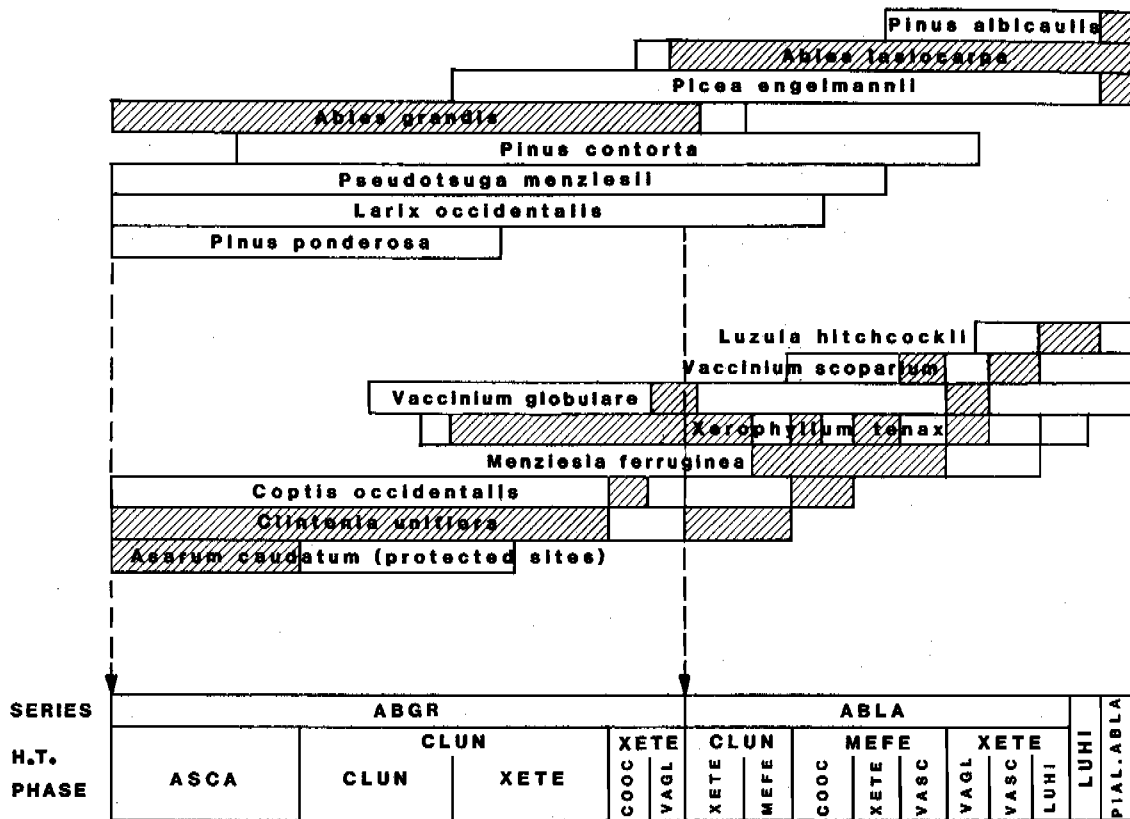 Pinus albicaulis
Abies lasiocarpa
Picea engelmannii
Abies grandis
Pinus contorta
Pseudotsuga menziesii
Larix occidentalis
Pinus ponderosa
Luzula hitchcockii
Vaccinium scoparium
Vaccinium globulare
Xerophyllum tenax
Menziesia ferruginea
Coptis occidentalis
Clintonia uniflora
Asarum caudatum (protected sites)
SERIES ABGR ABLA LUHI PIAL.ABLA
H.T. CLUN XETE CLUN MEFE XETE
PHASE ASCA CLUN XETE COOC VAGL XETE MEFE COOC XETE VASC VAGL VASC LUHI